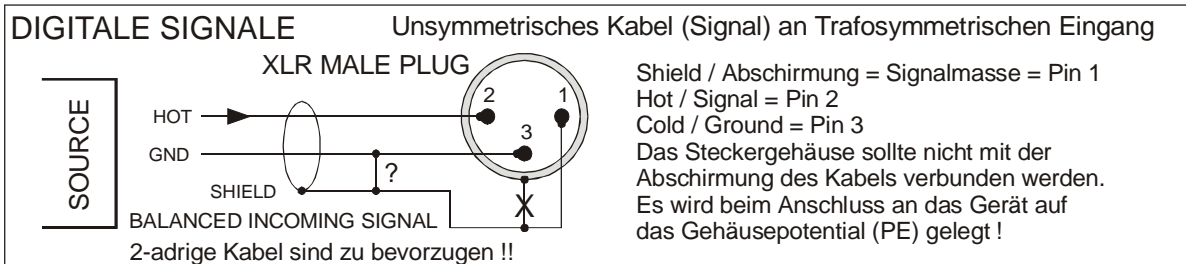 DIGITALE SIGNALE
Unsymmetrisches Kabel (Signal) an Trafosymmetrischen Eingang
XLR MALE PLUG
SOURCE
HOT
GND
SHIELD
2
1
3
?
X
BALANCED INCOMING SIGNAL
2-adrige Kabel sind zu bevorzugen !!
Shield / Abschirmung = Signalmasse = Pin 1
Hot / Signal = Pin 2
Cold / Ground = Pin 3
Das Steckergehäuse sollte nicht mit der
Abschirmung des Kabels verbunden werden.
Es wird beim Anschluss an das Gerät auf
das Gehäusepotential (PE) gelegt !